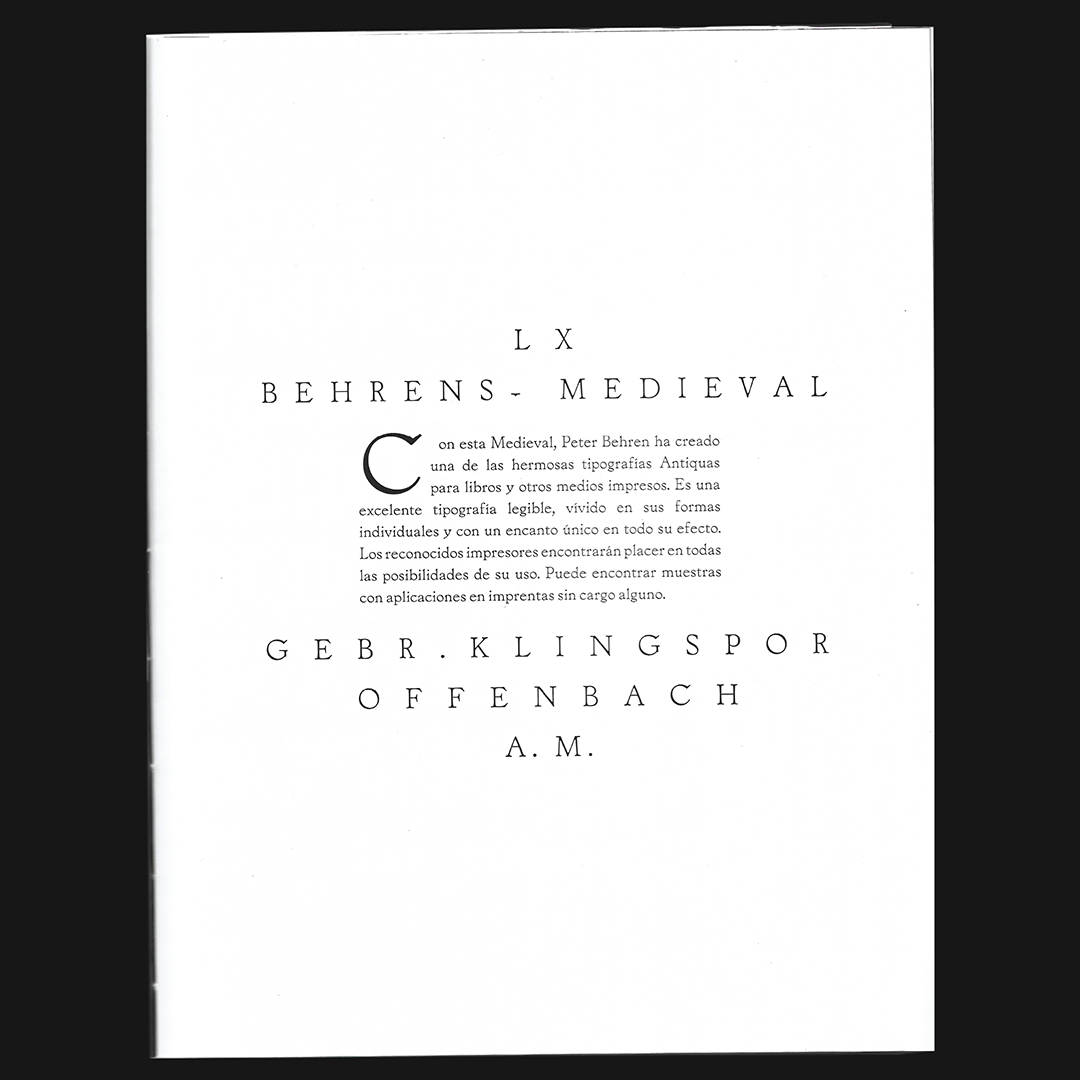 L X
BEHRENS- MEDIEVAL
Con esta Medieval, Peter Behren ha creado
una de las hermosas tipografías Antiquas
para libros y otros medios impresos. Es una
excelente tipografía legible, vívido en sus formas
individuales y con un encanto único en todo su efecto.
Los reconocidos impresores encontrarán placer en todas
las posibilidades de su uso. Puede encontrar muestras
con aplicaciones en imprentas sin cargo alguno.
GEBR. KLINGSPOR
OFFENBACH
A. M.